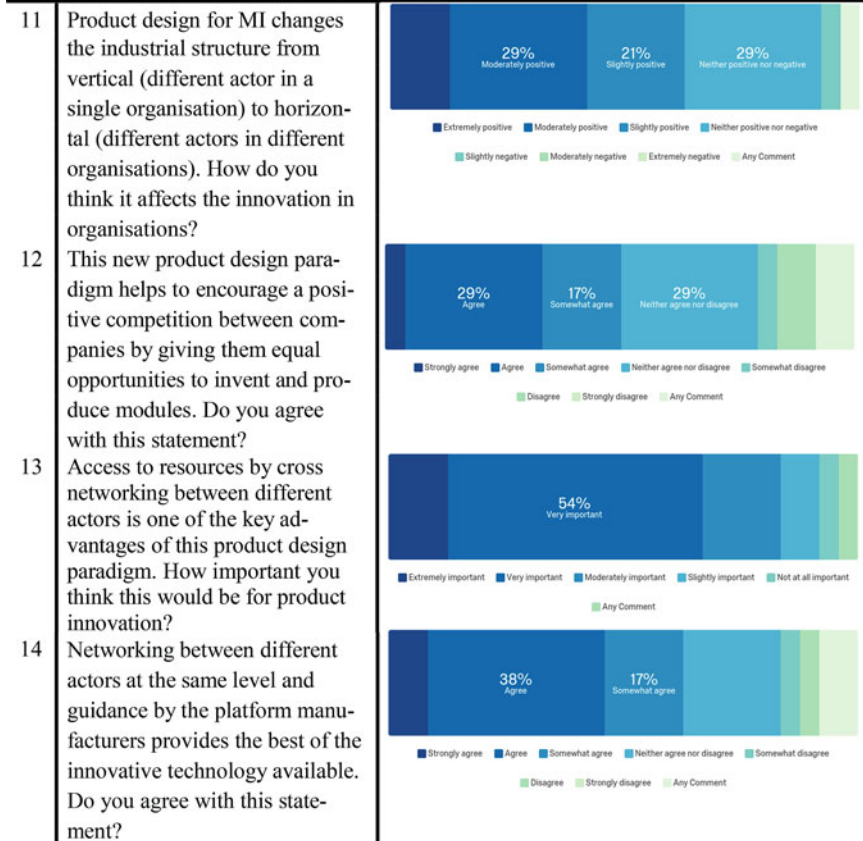 11
Product design for MI changes
the industrial structure from
vertical (different actor in a
single organisation) to horizon-
tal (different actors in different
organisations). How do you
think it affects the innovation in
organisations?
29%
Moderately positive
21%
Slightly positive
29%
Neither positive nor negative
Extremely positive Moderately positive Slightly positive Neither positive nor negative
Slightly negative Moderately negative Extremely negative Any Comment
12
This new product design para-
digm helps to encourage a posi-
tive competition between com-
panies by giving them equal
opportunities to invent and pro-
duce modules. Do you agree
with this statement?
29%
Agree
17%
Somewhat agree
29%
Neither agree nor disagree
Strongly agree Agree Somewhat agree Neither agree nor disagree Somewhat disagree
Disagree Strongly disagree Any Comment
13
Access to resources by cross
networking between different
actors is one of the key ad-
vantages of this product design
paradigm. How important you
think this would be for product
innovation?
54%
Very important
Extremely important Very important Moderately important Slightly important Not at all important
Any Comment
14
Networking between different
actors at the same level and
guidance by the platform manu-
facturers provides the best of the
innovative technology available.
Do you agree with this state-
ment?
38%
Agree
17%
Somewhat agree
Strongly agree Agree Somewhat agree Neither agree nor disagree Somewhat disagree
Disagree Strongly disagree Any Comment